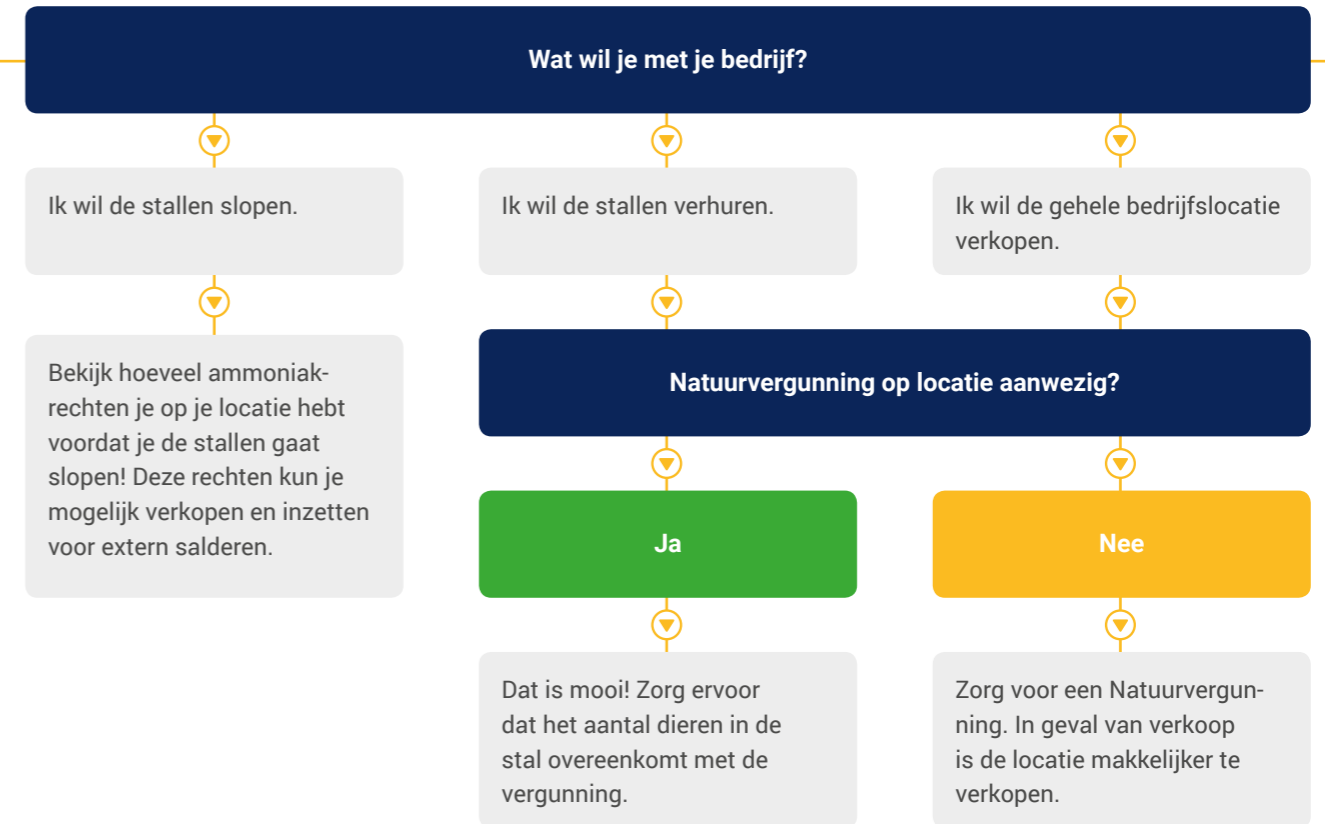 Wat wil je met je bedrijf?
Ik wil de stallen slopen.
Ik wil de stallen verhuren.
Ik wil de gehele bedrijfslocatie
verkopen.
Bekijk hoeveel ammoniak-
rechten je op je locatie hebt
voordat je de stallen gaat
slopen! Deze rechten kun je
mogelijk verkopen en inzetten
voor extern salderen.
Natuurvergunning op locatie aanwezig?
Ja
Nee
Dat is mooi! Zorg ervoor
dat het aantal dieren in de
stal overeenkomt met de
vergunning.
Zorg voor een Natuurvergun-
ning. In geval van verkoop
is de locatie makkelijker te
verkopen.